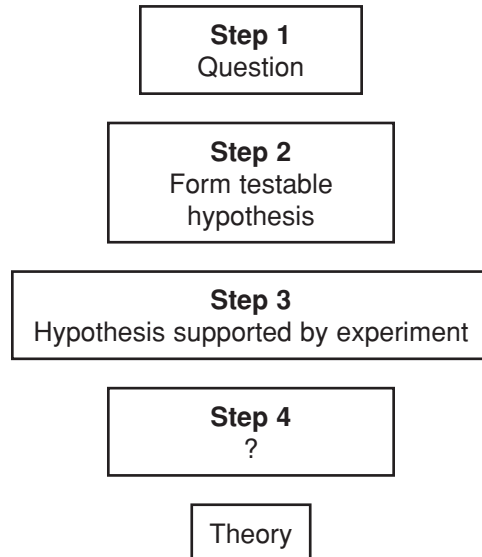 Step 1
Question
Step 2
Form testable
hypothesis
Step 3
Hypothesis supported by experiment
Step 4
?
Theory